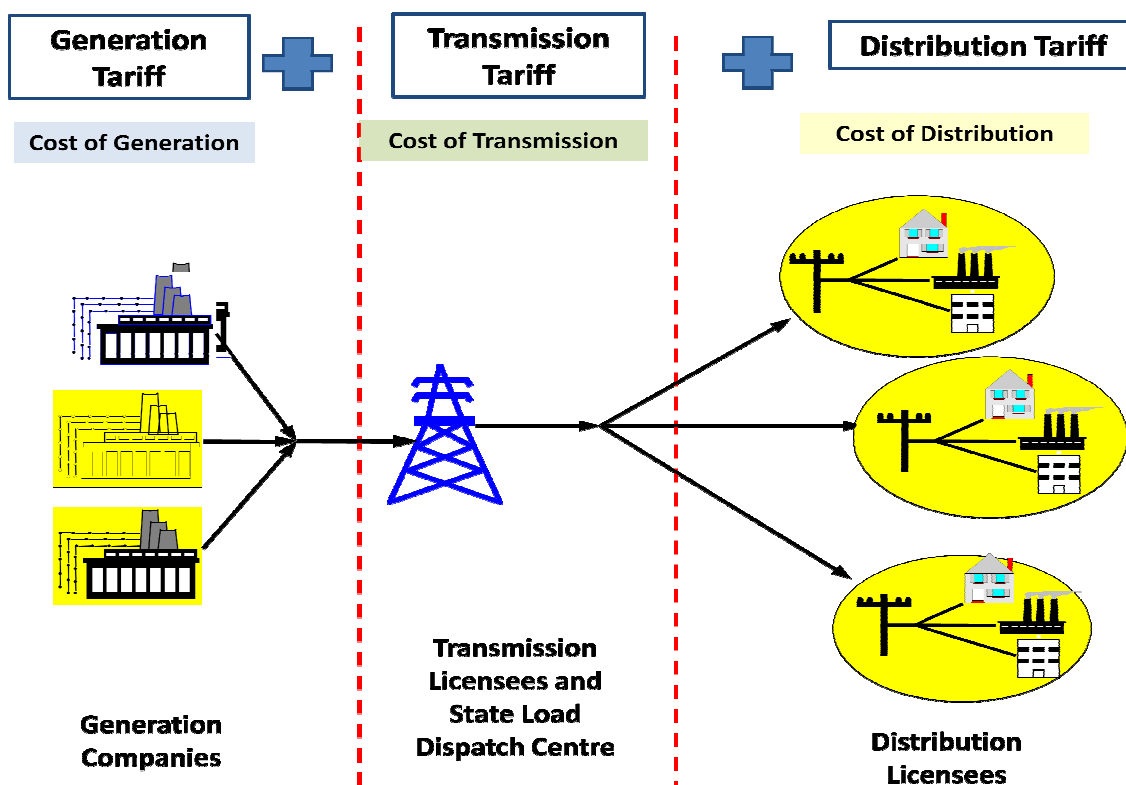 Generation
Tariff
Transmission
Tariff
Distribution Tariff
Cost of Generation
Cost of Transmission
Cost of Distribution
Generation
Companies
Transmission
Licensees and
State Load
Dispatch Centre
Distribution
Licensees